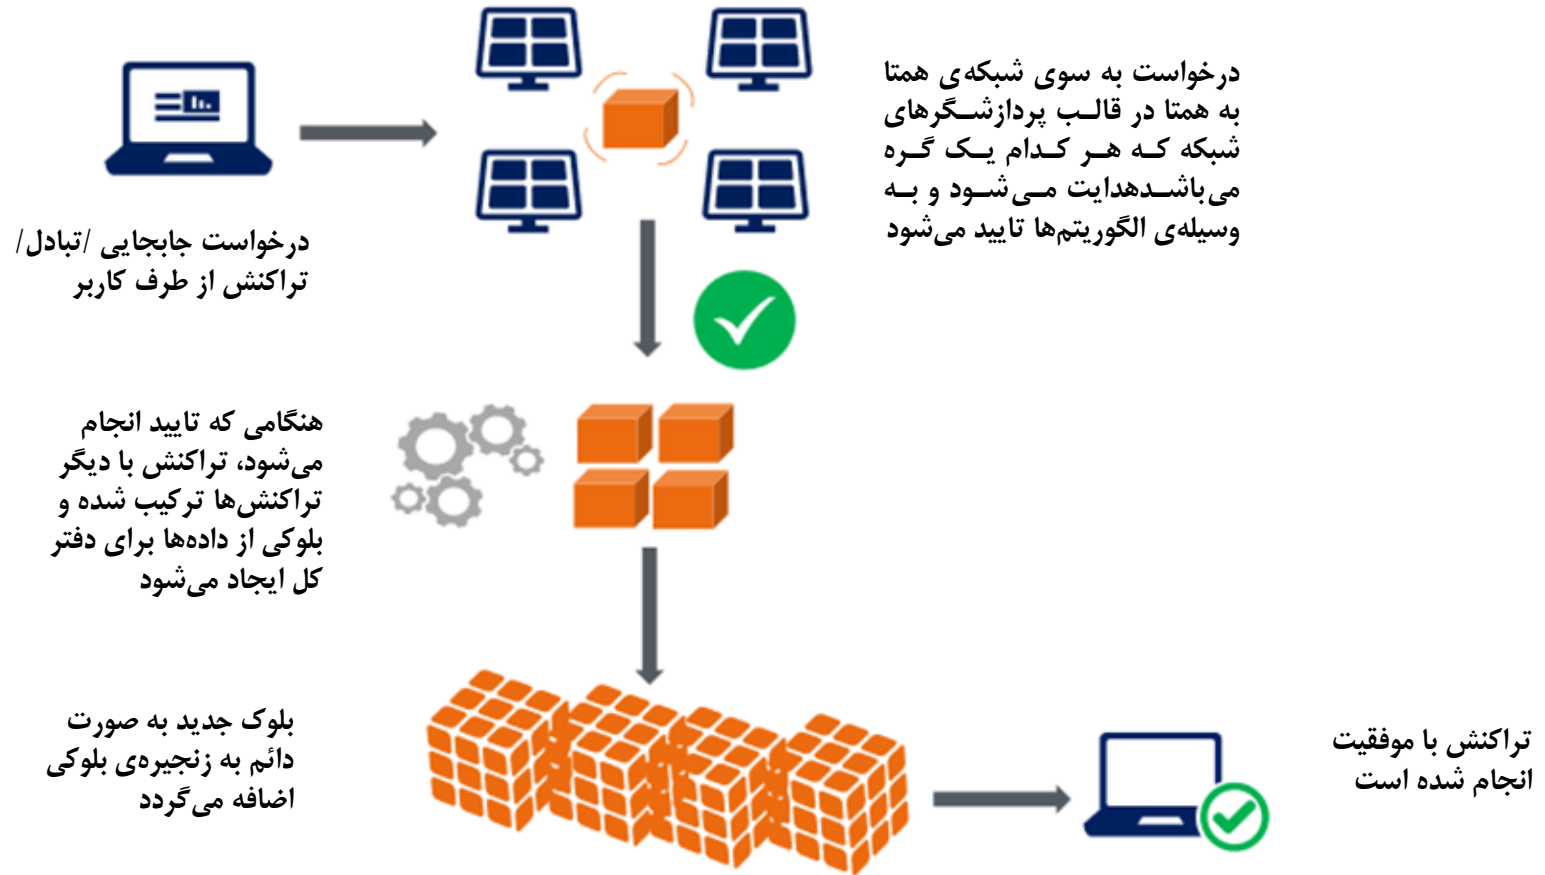 درخواست جابجایی /تبادل/
تراکنش از طرف کاربر
درخواست به سوی شبکه‌ی همتا
به همتا در قالب پردازشگرهای
شبکه که هر کدام یک گره
می‌باشدهدایت می‌شود و به
وسیله‌ی الگوریتم‌ها تایید می‌شود
هنگامی که تایید انجام
می‌شود، تراکنش با دیگر
تراکنش‌ها ترکیب شده و
بلوکی از داده‌ها برای دفتر
کل ایجاد می‌شود
بلوک جدید به صورت
دائم به زنجیره‌ی بلوکی
اضافه می‌گردد
تراکنش با موفقیت
انجام شده است